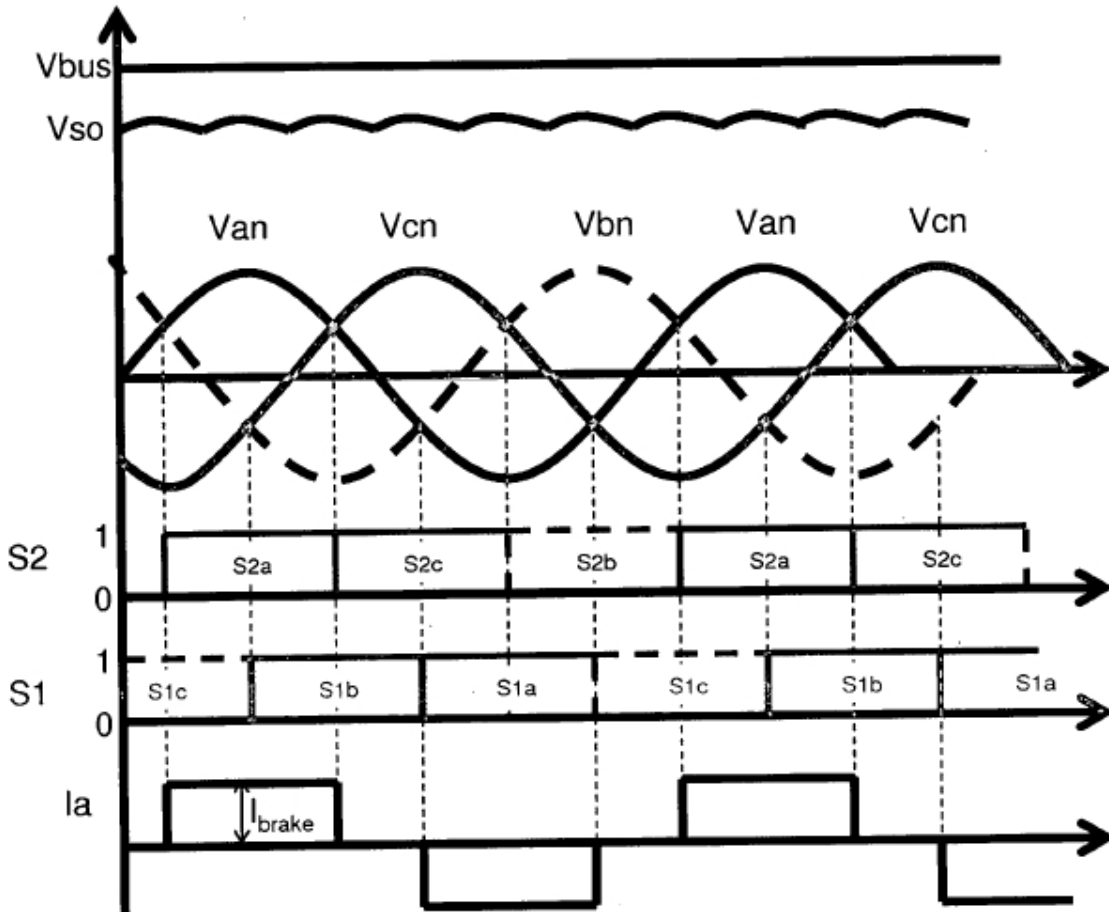 Vbus
Vso
Van Vcn Vbn Van Vcn
1
S2 S2a S2c S2b S2a S2c
0
1
S1 S1c S1b S1a S1c S1b S1a
0
Ia Ibrake